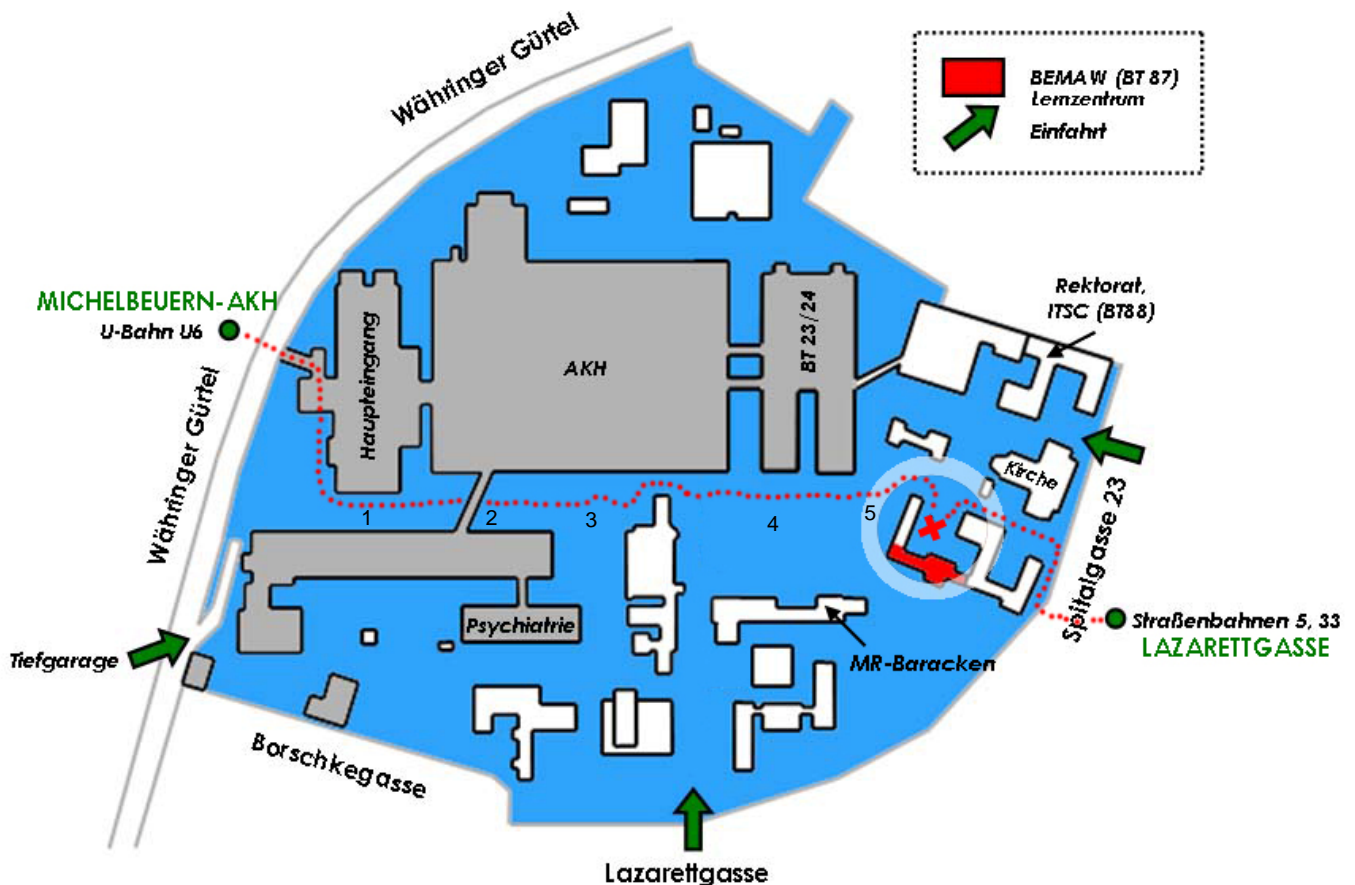 Währinger Gürtel
BEMAW (BT 87)
Lernzentrum
Einfahrt
MICHELBEUERN-AKH
U-Bahn U6
Rektorat,
ITSC (BT88)
Haupteingang
AKH
BT 23/24
Währinger Gürtel
Kirche
1
2
3
4
5
Spitalgasse 23
Straßenbahnen 5, 33
LAZARETTGASSE
Psychiatrie
Tiefgarage
MR-Baracken
Borschkegasse
Lazarettgasse